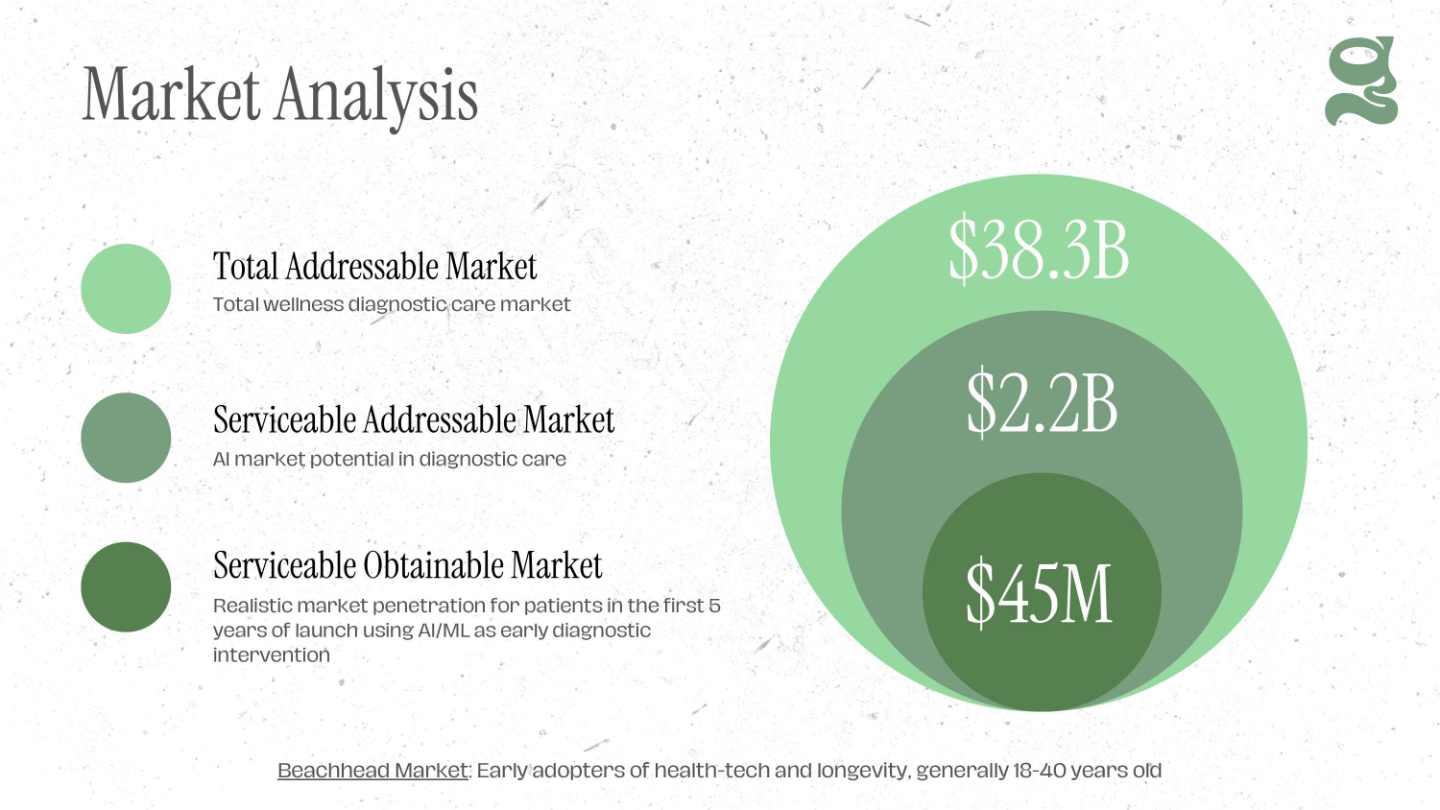 Market Analysis
g
Total Addressable Market
Total wellness diagnostic care market
Serviceable Addressable Market
AI market potential in diagnostic care
Serviceable Obtainable Market
Realistic market penetration for patients in the first 5
years of launch using AI/ML as early diagnostic
intervention
$38.3B
$2.2B
$45M
Beachhead Market: Early adopters of health-tech and longevity, generally 18-40 years old